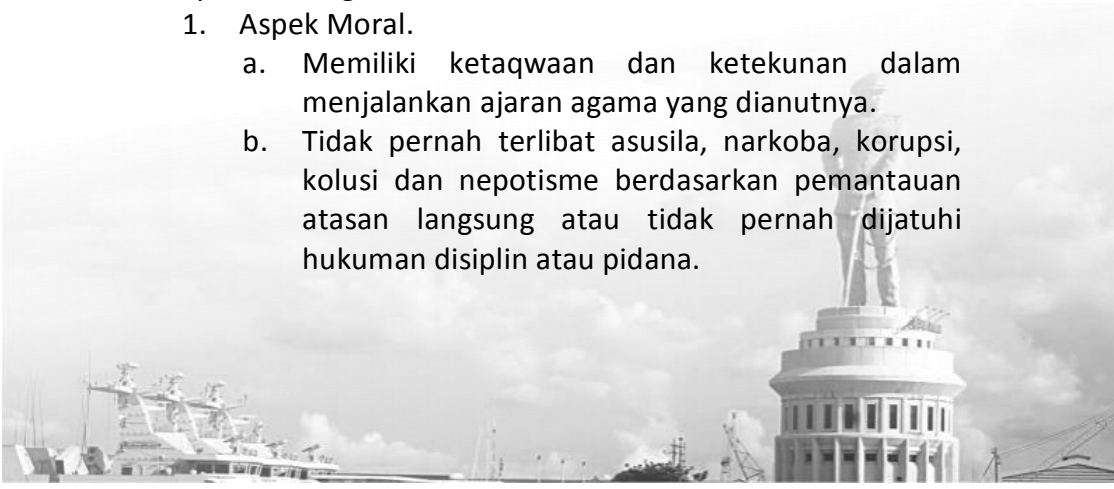 1. Aspek Moral.
a. Memiliki ketaqwaan dan ketekunan dalam
menjalankan ajaran agama yang dianutnya.
b. Tidak pernah terlibat asusila, narkoba, korupsi,
kolusi dan nepotisme berdasarkan pemantauan
atasan langsung atau tidak pernah dijatuhi
hukuman disiplin atau pidana.